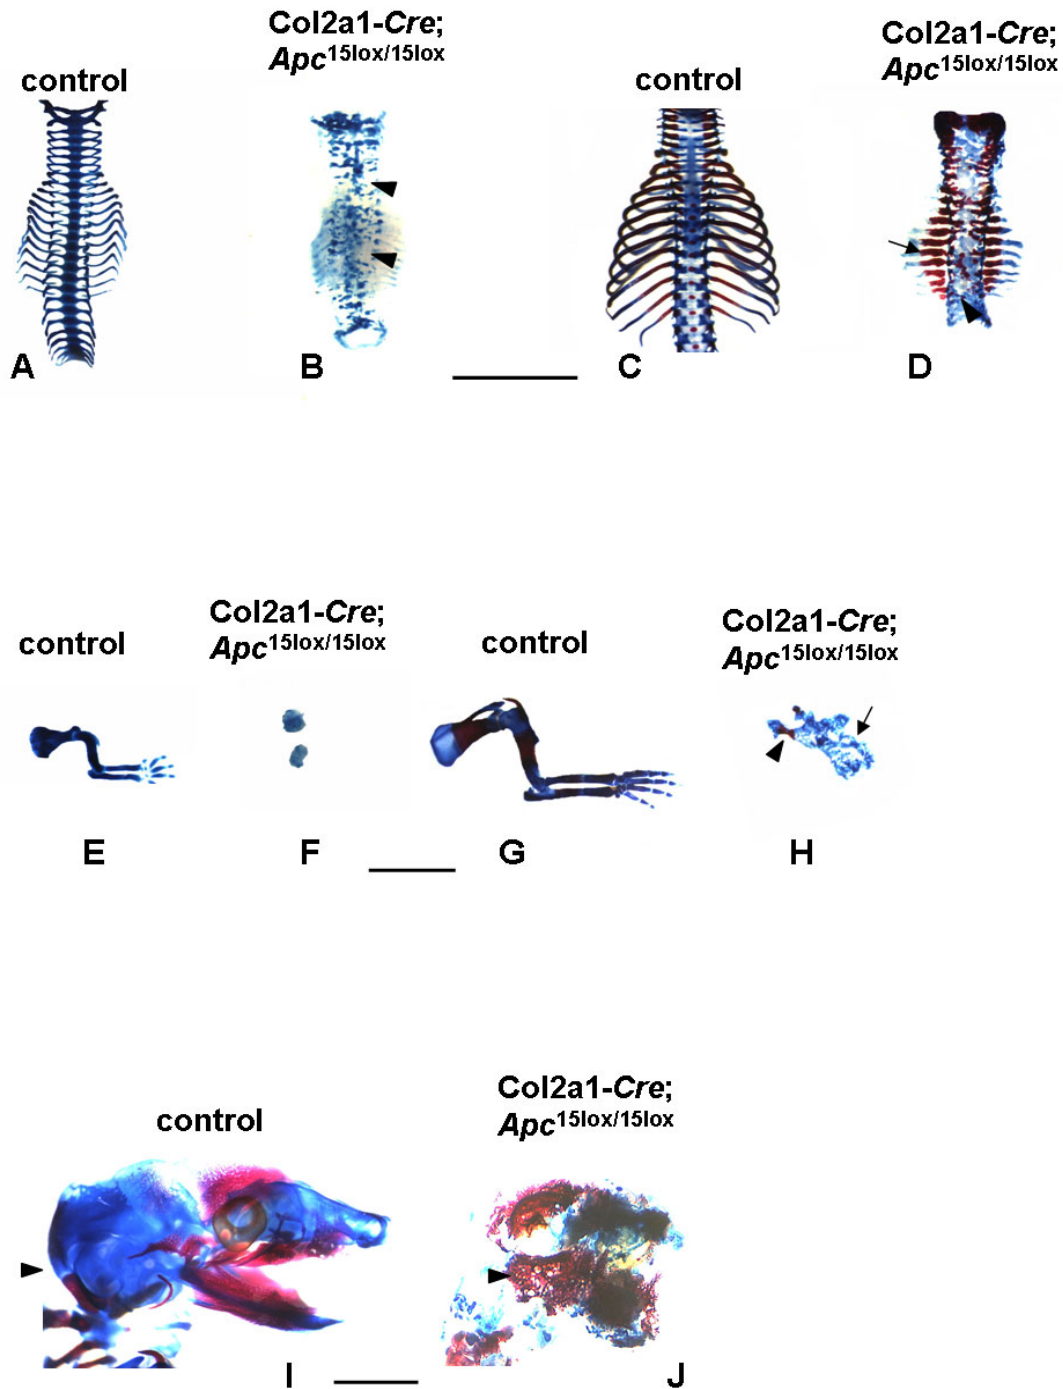 control
Col2a1-Cre;
Apc15lox/15lox
control
Col2a1-Cre;
Apc15lox/15lox
A
B
C
D
control
Col2a1-Cre;
Apc15lox/15lox
control
Col2a1-Cre;
Apc15lox/15lox
E
F
G
H
control
Col2a1-Cre;
Apc15lox/15lox
I
J